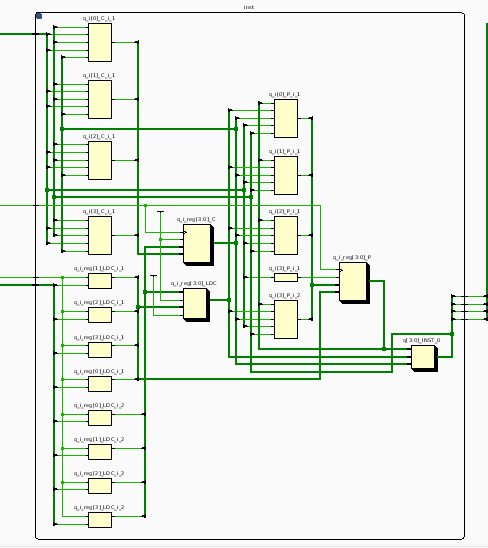 inst
q_i[0]_C_i_1
q_i[1]_C_i_1
q_i[2]_C_i_1
q_i[3]_C_i_1
q_i_reg[1]_LDC_i_1
q_i_reg[2]_LDC_i_1
q_i_reg[3]_LDC_i_1
q_i_reg[0]_LDC_i_1
q_i_reg[0]_LDC_i_2
q_i_reg[1]_LDC_i_2
q_i_reg[2]_LDC_i_2
q_i_reg[3]_LDC_i_2
q_i_reg[3:0]_C
q_i_reg[3:0]_LDC
q_i[0]_P_i_1
q_i[1]_P_i_1
q_i[2]_P_i_1
q_i[3]_P_i_1
q_i[3]_P_i_2
q_i_reg[3:0]_P
q[3:0]_INST_0